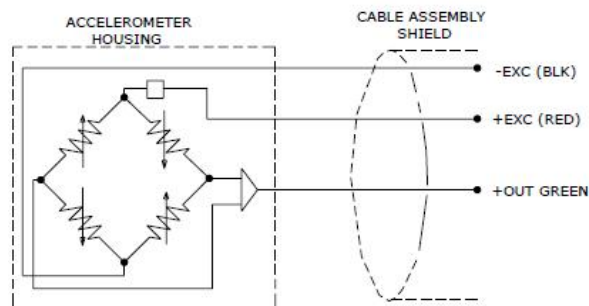 ACCELEROMETER
HOUSING
CABLE ASSEMBLY
SHIELD
-EXC (BLK)
+EXC (RED)
+OUT GREEN